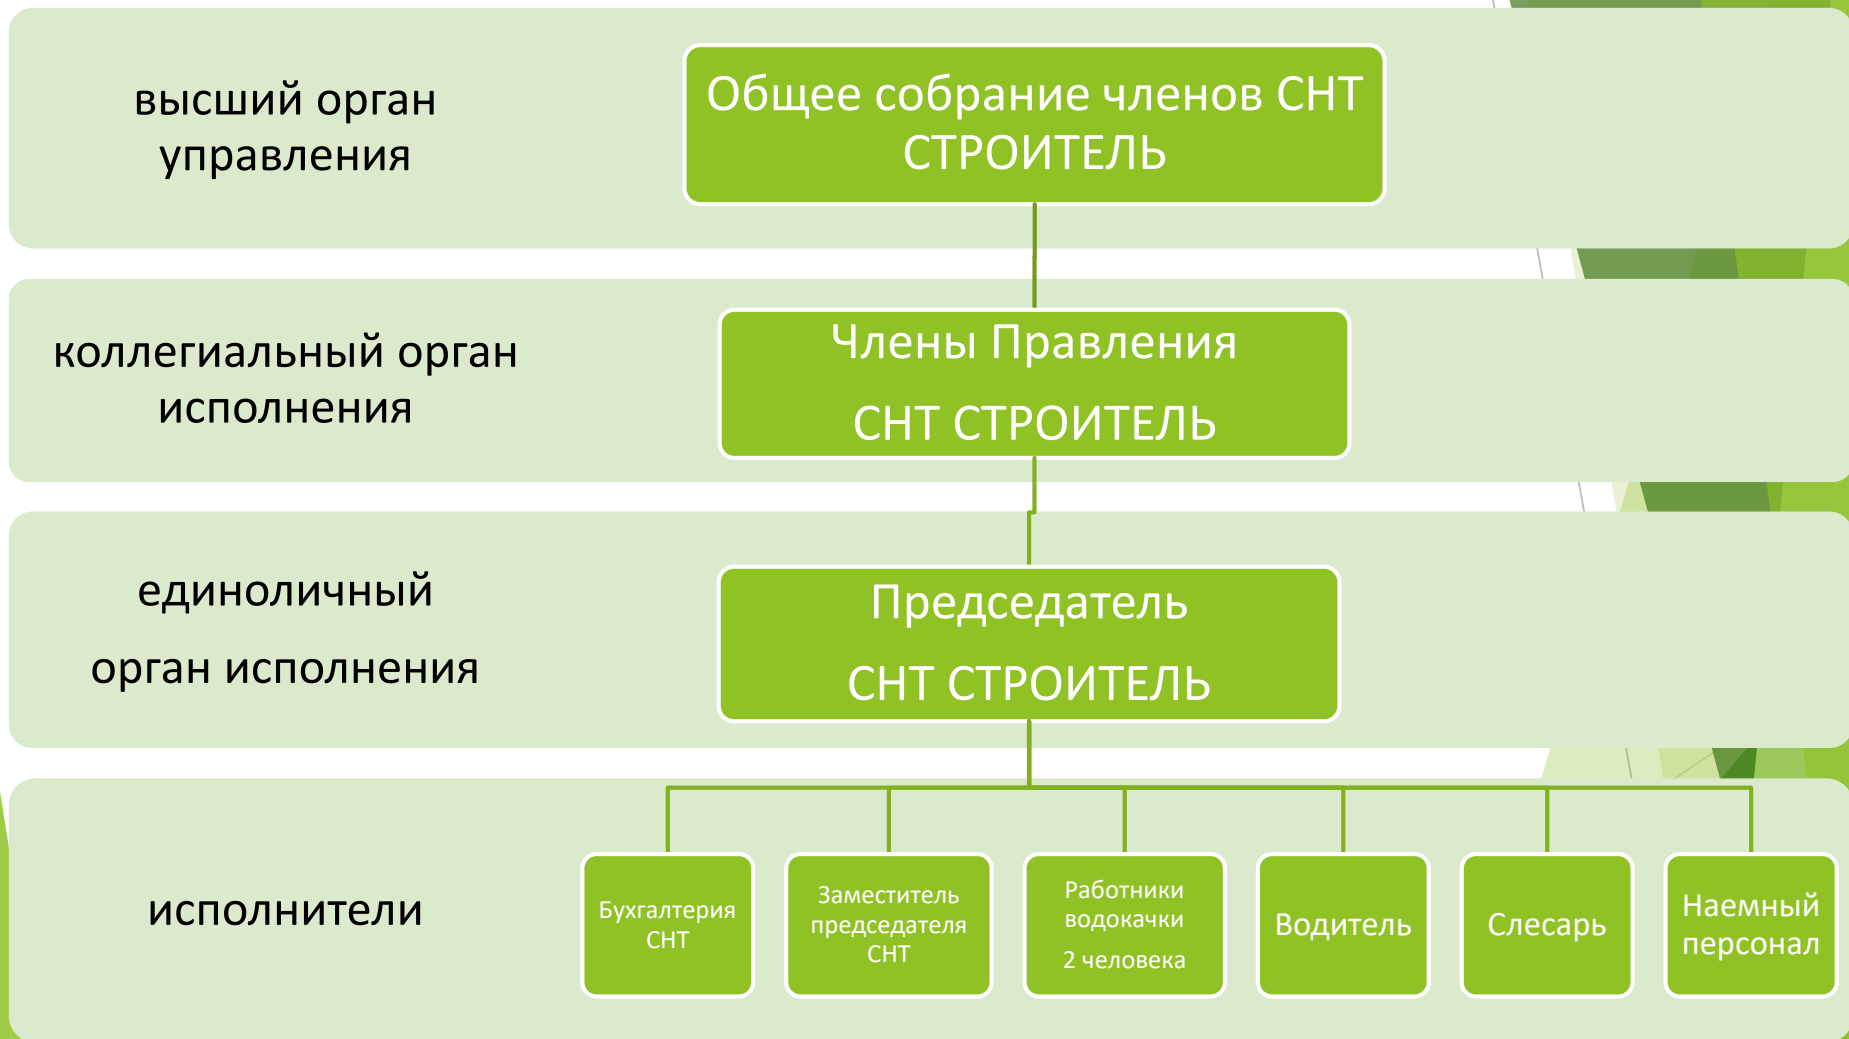 высший орган
управления
Общее собрание членов СНТ
СТРОИТЕЛЬ
коллегиальный орган
исполнения
Члены Правления
СНТ СТРОИТЕЛЬ
единоличный
орган исполнения
Председатель
СНТ СТРОИТЕЛЬ
исполнители
Бухгалтерия
СНТ
Заместитель
председателя
СНТ
Работники
водокачки
2 человека
Водитель
Слесарь
Наемный
персонал